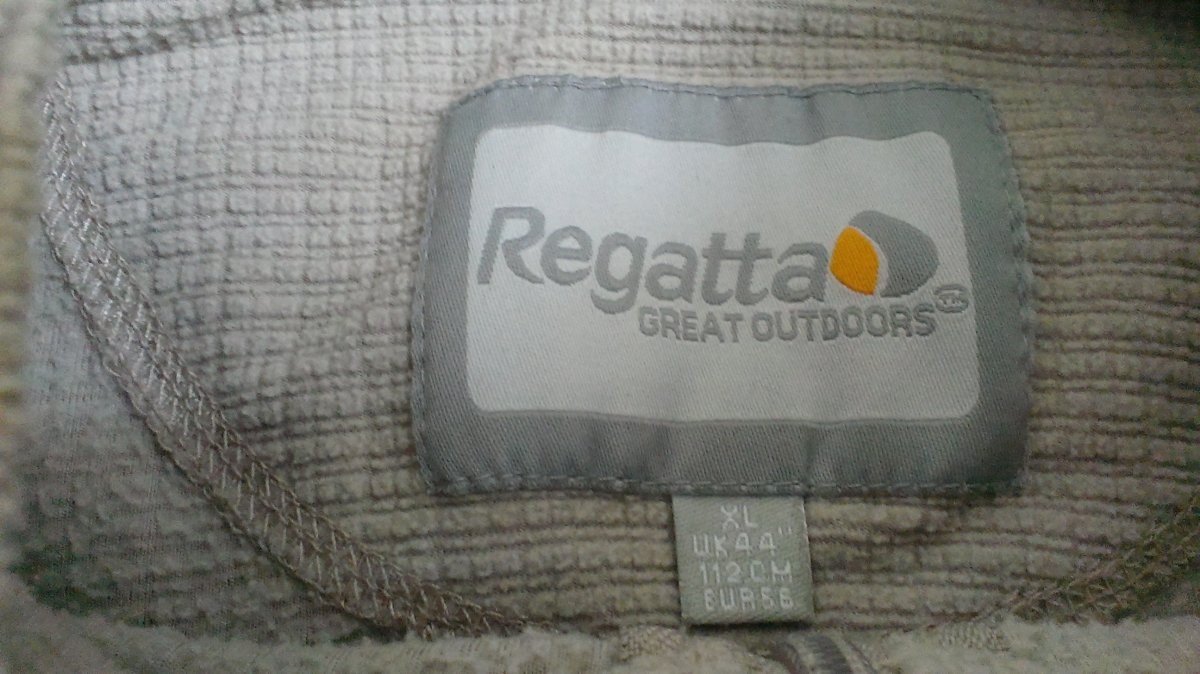 Regatta
GREAT OUTDOORS
XL
UK44"
112CM
EUR56